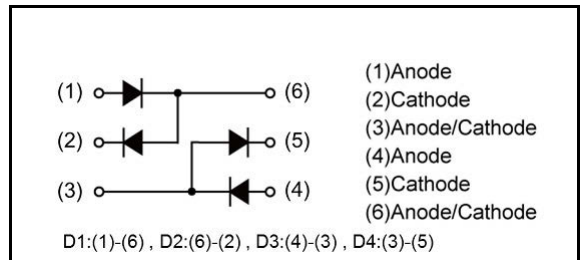 (1) (6)
(2) (5)
(3) (4)
(1)Anode
(2)Cathode
(3)Anode/Cathode
(4)Anode
(5)Cathode
(6)Anode/Cathode
D1:(1)-(6) , D2:(6)-(2) , D3:(4)-(3) , D4:(3)-(5)